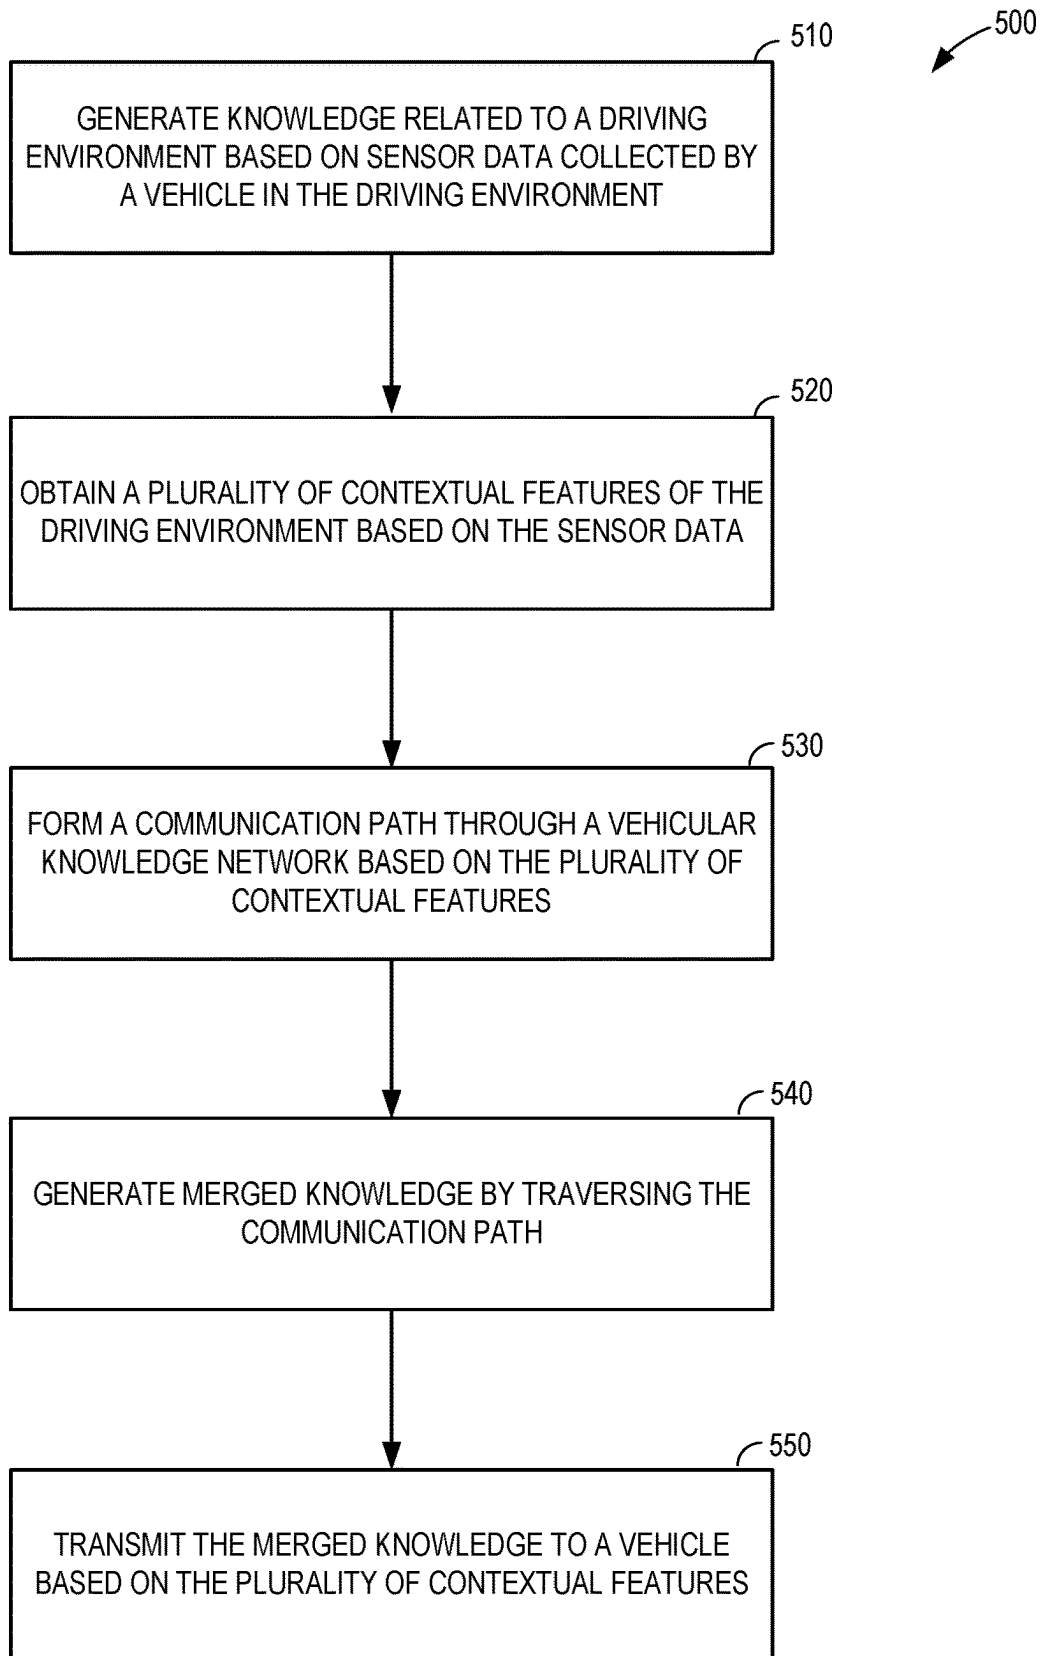 500
510
GENERATE KNOWLEDGE RELATED TO A DRIVING
ENVIRONMENT BASED ON SENSOR DATA COLLECTED BY
A VEHICLE IN THE DRIVING ENVIRONMENT
520
OBTAIN A PLURALITY OF CONTEXTUAL FEATURES OF THE
DRIVING ENVIRONMENT BASED ON THE SENSOR DATA
530
FORM A COMMUNICATION PATH THROUGH A VEHICULAR
KNOWLEDGE NETWORK BASED ON THE PLURALITY OF
CONTEXTUAL FEATURES
540
GENERATE MERGED KNOWLEDGE BY TRAVERSING THE
COMMUNICATION PATH
550
TRANSMIT THE MERGED KNOWLEDGE TO A VEHICLE
BASED ON THE PLURALITY OF CONTEXTUAL FEATURES